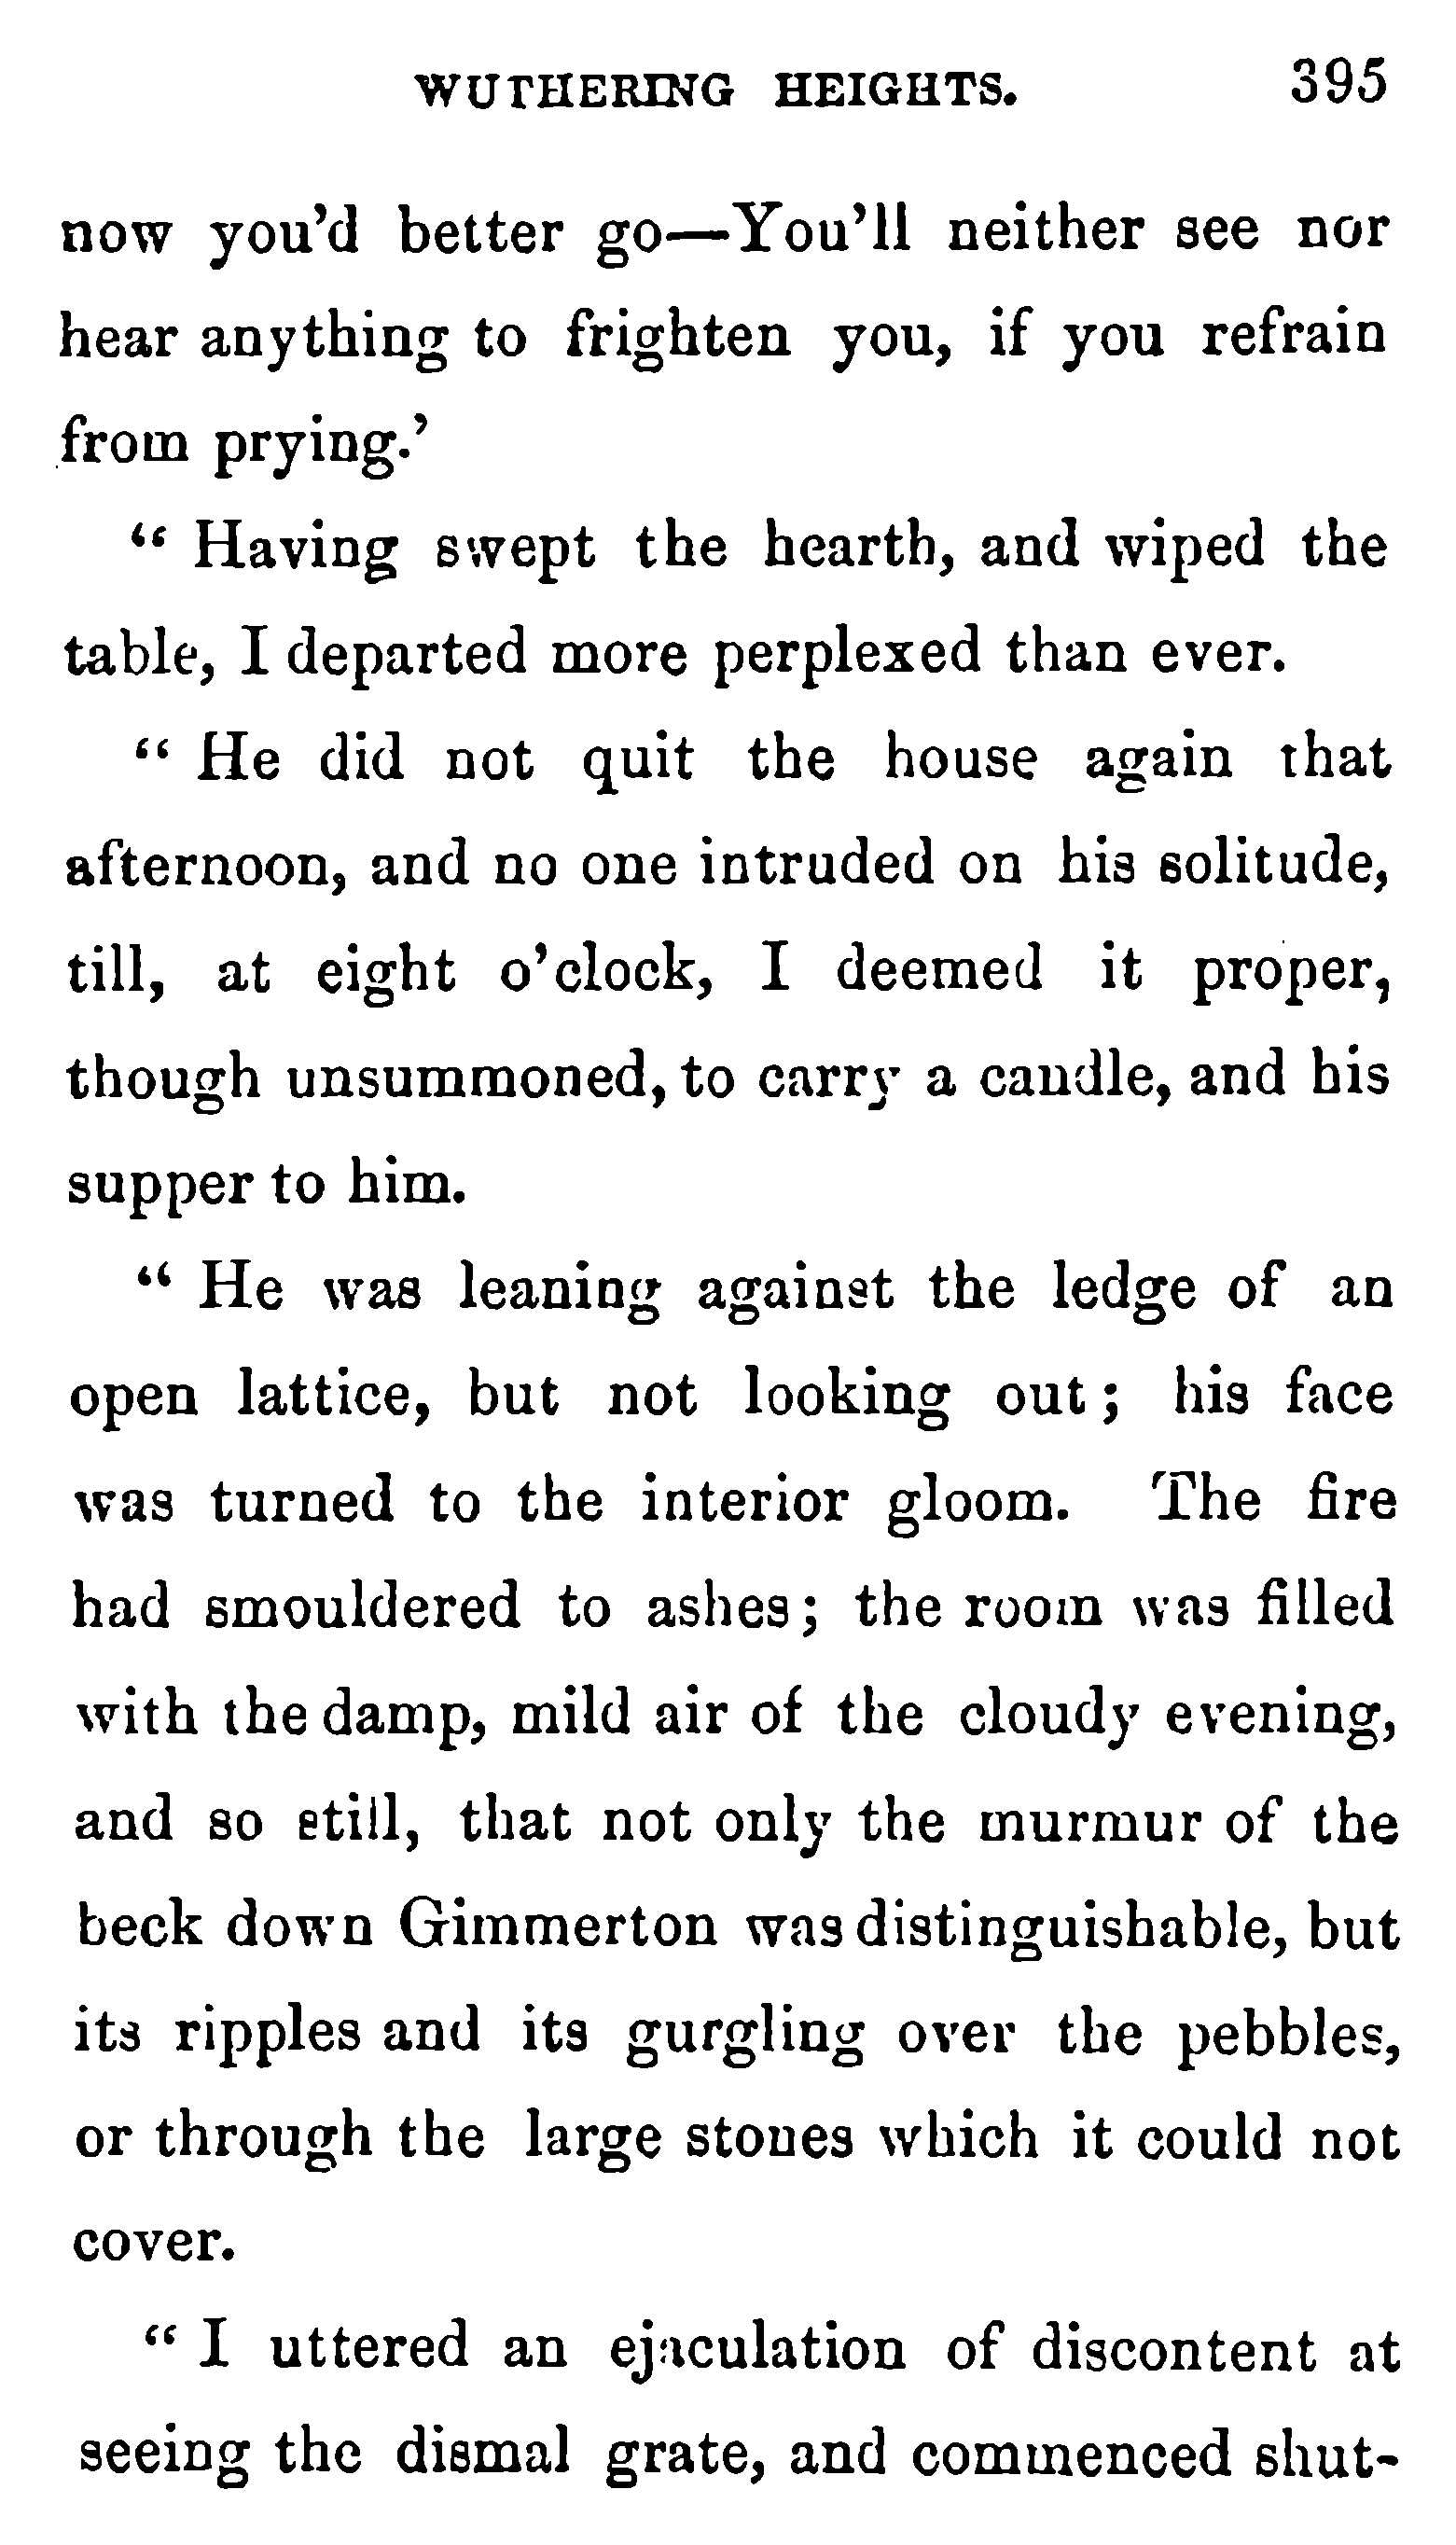 WUTHERING HEIGHTS. 395
now you'd better go—You'll neither see nor
hear anything to frighten you, if you refrain
from prying.'
" Having swept the hearth, and wiped the
table, I departed more perplexed than ever.
" He did not quit the house again that
afternoon, and no one intruded on his solitude,
till, at eight o'clock, I deemed it proper,
though unsummoned, to carry a candle, and his
supper to him.
" He was leaning against the ledge of an
open lattice, but not looking out ; his face
was turned to the interior gloom. The fire
had smouldered to ashes ; the room was filled
with the damp, mild air of the cloudy evening,
and so still, that not only the murmur of the
beck down Gimmerton was distinguishable, but
its ripples and its gurgling over the pebbles,
or through the large stones which it could not
cover.
" I uttered an ejaculation of discontent at
seeing the dismal grate, and commenced shut-